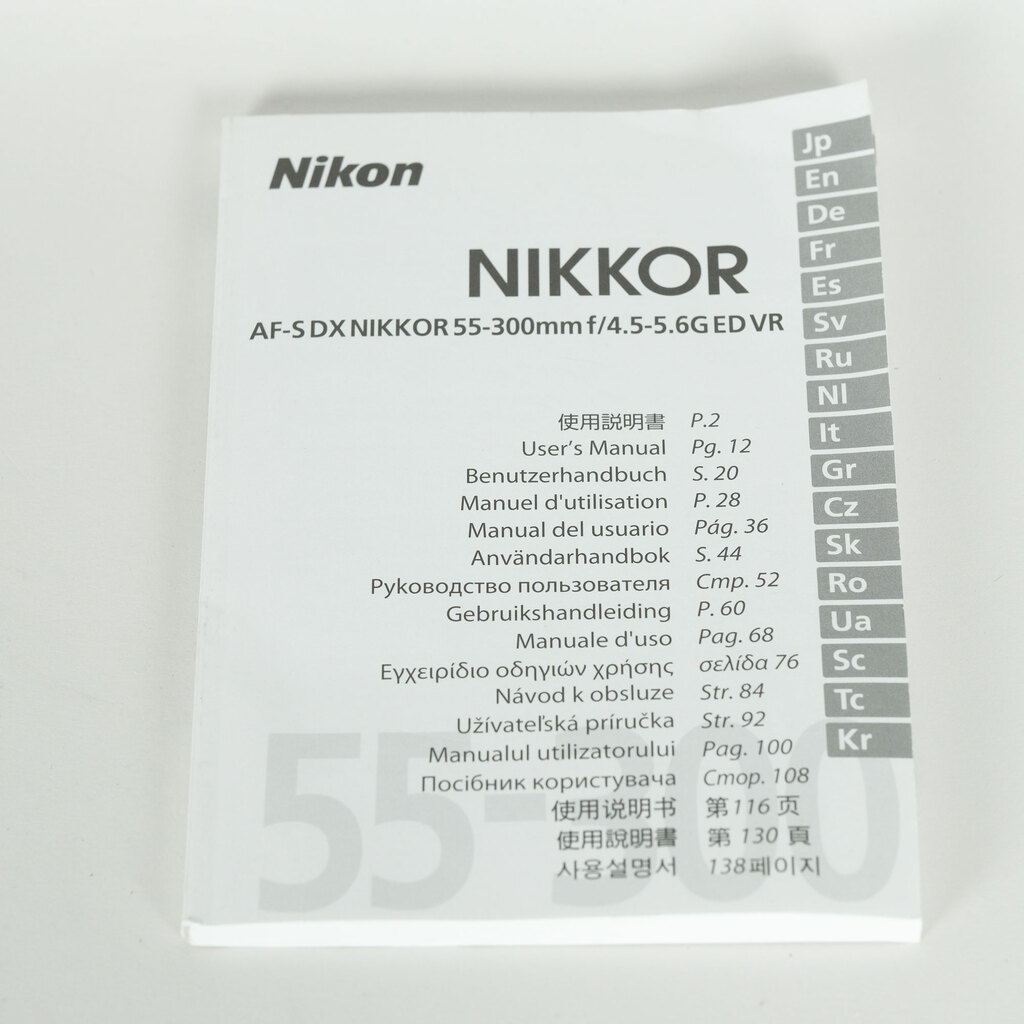 Nikon
NIKKOR
AF-S DX NIKKOR 55-300mm f/4.5-5.6G ED VR
使用説明書 P.2
User's Manual Pg. 12
Benutzerhandbuch S. 20
Manuel d'utilisation P. 28
Manual del usuario Pág. 36
Användarhandbok S. 44
Руководство пользователя Стр. 52
Gebruikshandleiding P. 60
Manuale d'uso Pag. 68
Εγχειρίδιο οδηγιών χρήσης σελίδα 76
Návod k obsluze Str. 84
Užívateľská príručka Str. 92
Manualul utilizatorului Pag. 100
Посібник користувача Стор. 108
使用说明书 第116 页
使用說明書 第 130 頁
사용설명서 138페이지
55-300
Jp
En
De
Fr
Es
Sv
Ru
Nl
It
Gr
Cz
Sk
Ro
Ua
Sc
Tc
Kr